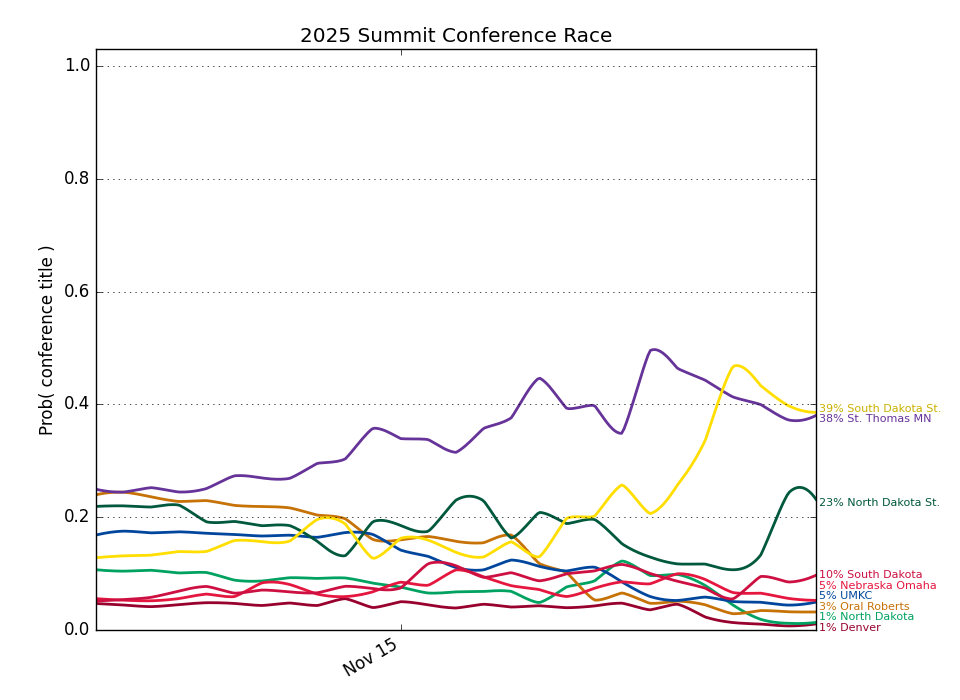 2025 Summit Conference Race
Prob( conference title )
1.0
0.8
0.6
0.4
0.2
0.0
Nov 15
39% South Dakota St.
38% St. Thomas MN
23% North Dakota St.
10% South Dakota
5% Nebraska Omaha
5% UMKC
3% Oral Roberts
1% North Dakota
1% Denver